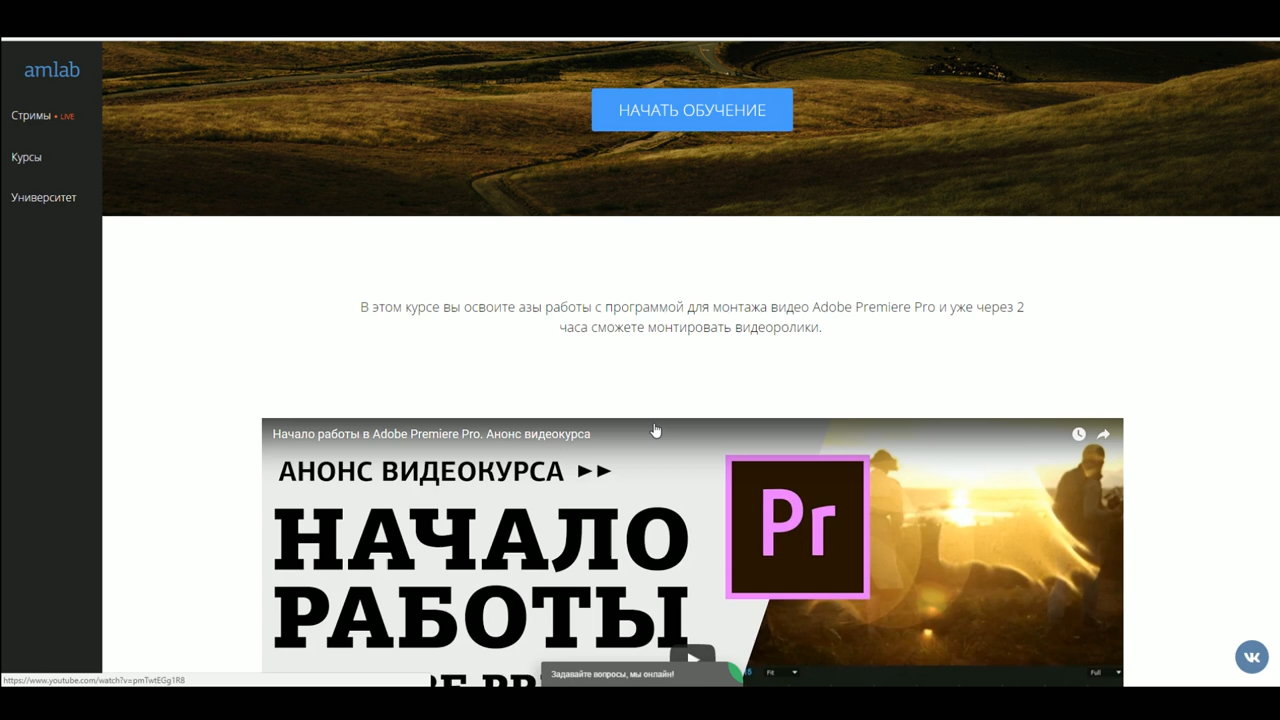 amlab
Стримы • LIVE
Курсы
Университет
НАЧАТЬ ОБУЧЕНИЕ
В этом курсе вы освоите азы работы с программой для монтажа видео Adobe Premiere Pro и уже через 2
часа сможете монтировать видеоролики.
Начало работы в Adobe Premiere Pro. Анонс видеокурса
АНОНС ВИДЕОКУРСА
НАЧАЛО
РАБОТЫ
Pr
Fit
Full
Задавайте вопросы, мы онлайн!
https://www.youtube.com/watch?v=pmTwtEGg1R8